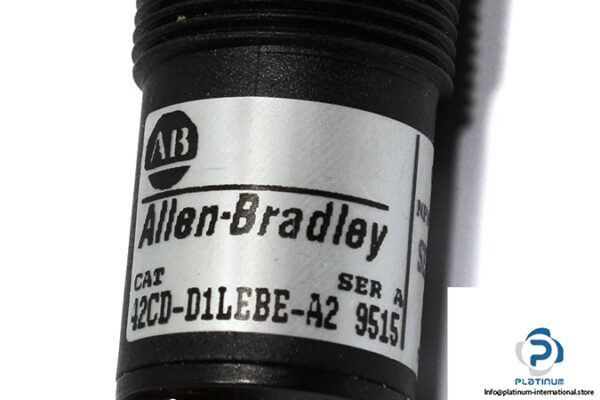 AB
Allen-Bradley
CAT SER A
42CD-D1LEBE-A2 9515
PLATINUM
info@platinum-international.store